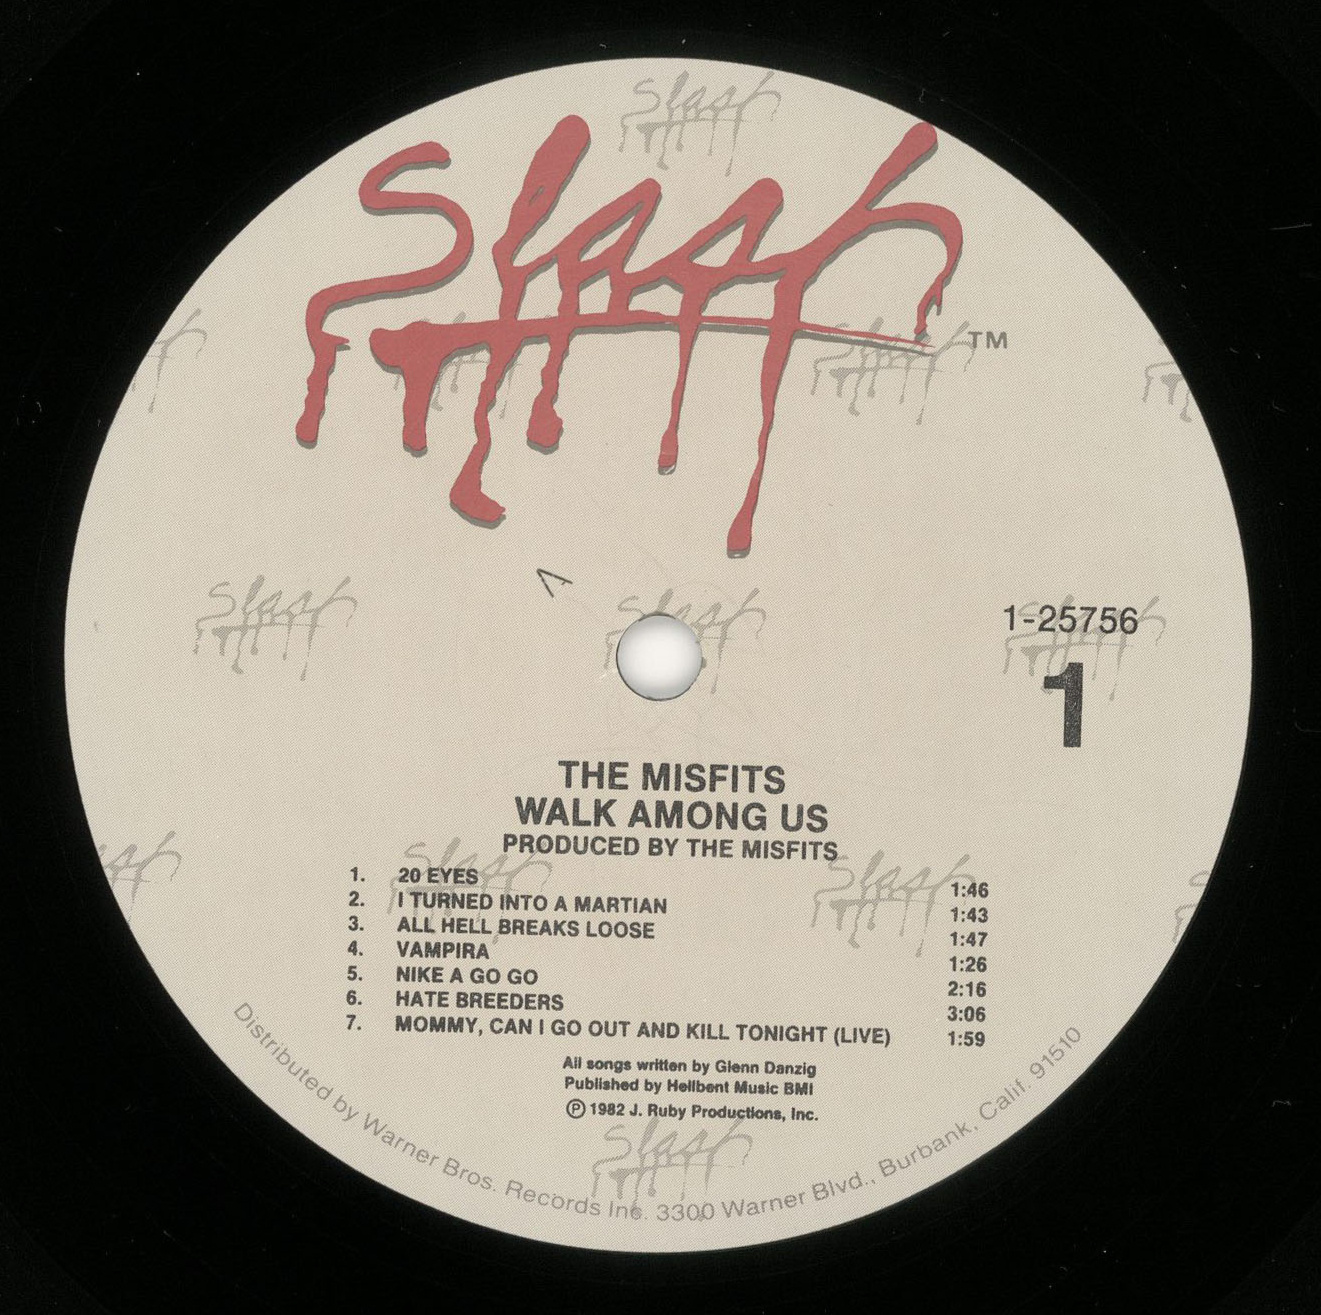 Slash
Slash TM
1-25756
1
THE MISFITS
WALK AMONG US
PRODUCED BY THE MISFITS
1. 20 EYES 1:46
2. I TURNED INTO A MARTIAN 1:43
3. ALL HELL BREAKS LOOSE 1:47
4. VAMPIRA 1:26
5. NIKE A GO GO 2:16
6. HATE BREEDERS 3:06
7. MOMMY, CAN I GO OUT AND KILL TONIGHT (LIVE) 1:59
All songs written by Glenn Danzig
Published by Hellbent Music BMI
Ⓟ 1982 J. Ruby Productions, Inc.
Slash
Distributed by Warner Bros. Records Inc. 3300 Warner Blvd., Burbank, Calif. 91510